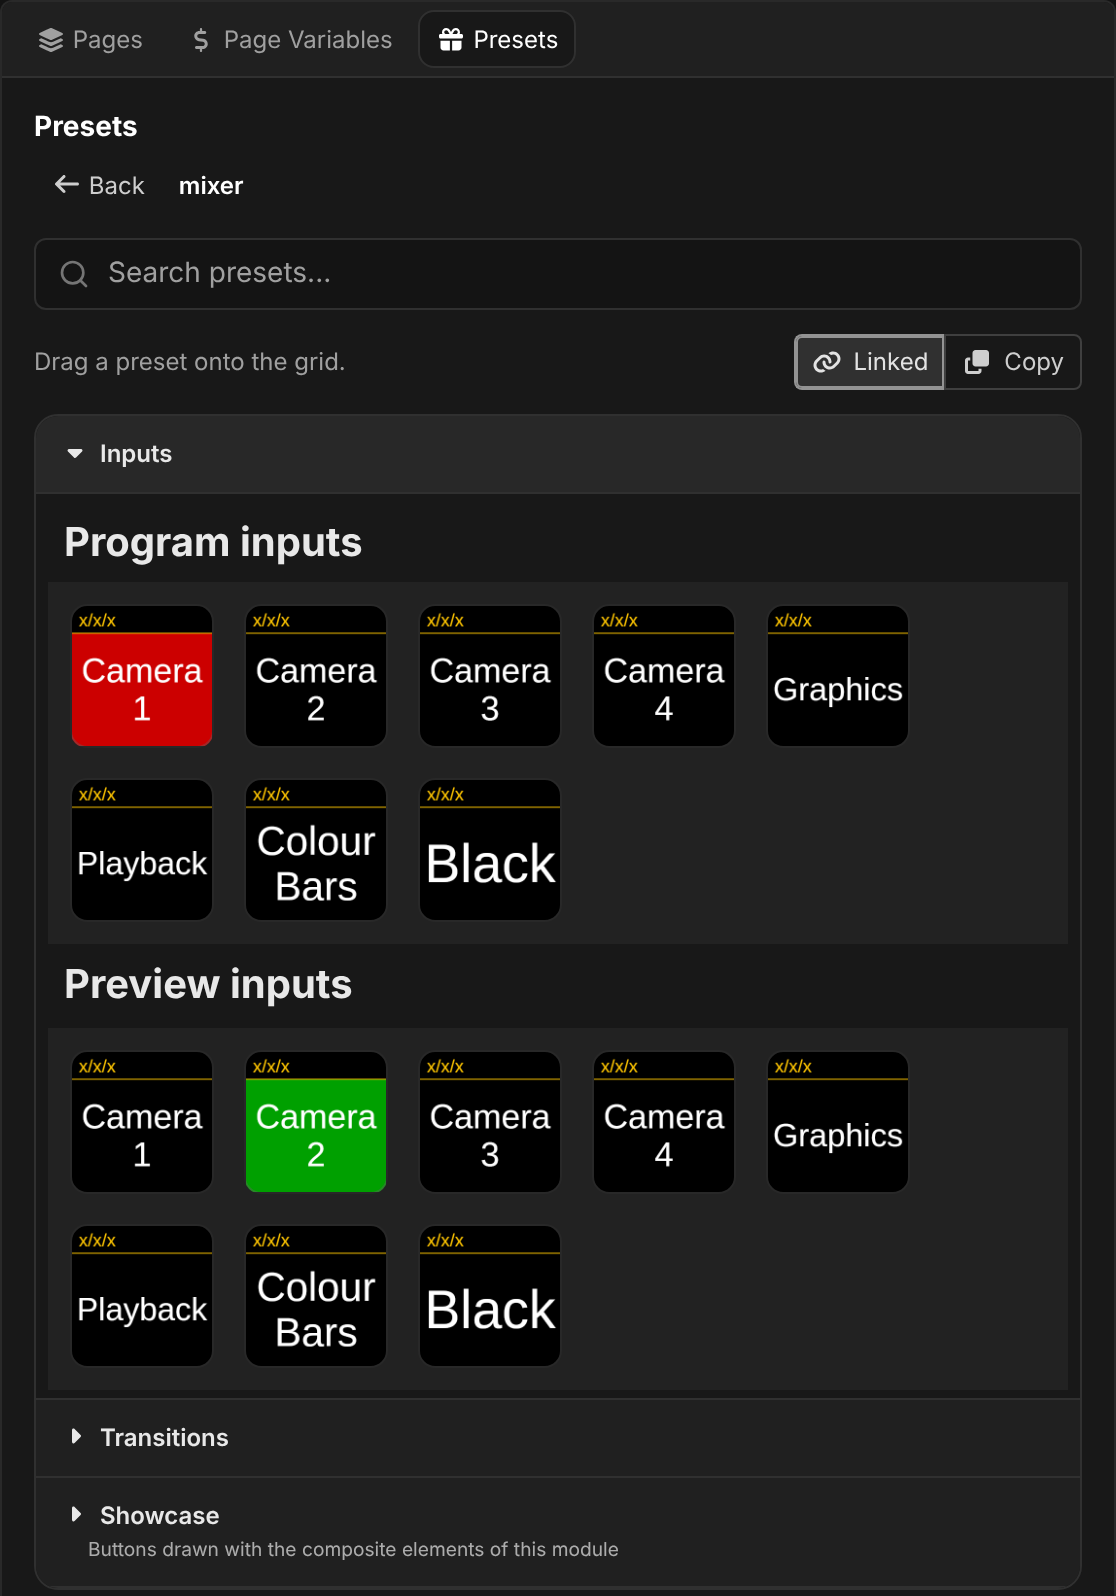 Pages
Page Variables
Presets
Presets
Back
mixer
Search presets...
Drag a preset onto the grid.
Linked
Copy
Inputs
Program inputs
x/x/x
Camera
1
x/x/x
Camera
2
x/x/x
Camera
3
x/x/x
Camera
4
x/x/x
Graphics
x/x/x
Playback
x/x/x
Colour
Bars
x/x/x
Black
Preview inputs
x/x/x
Camera
1
x/x/x
Camera
2
x/x/x
Camera
3
x/x/x
Camera
4
x/x/x
Graphics
x/x/x
Playback
x/x/x
Colour
Bars
x/x/x
Black
Transitions
Showcase
Buttons drawn with the composite elements of this module